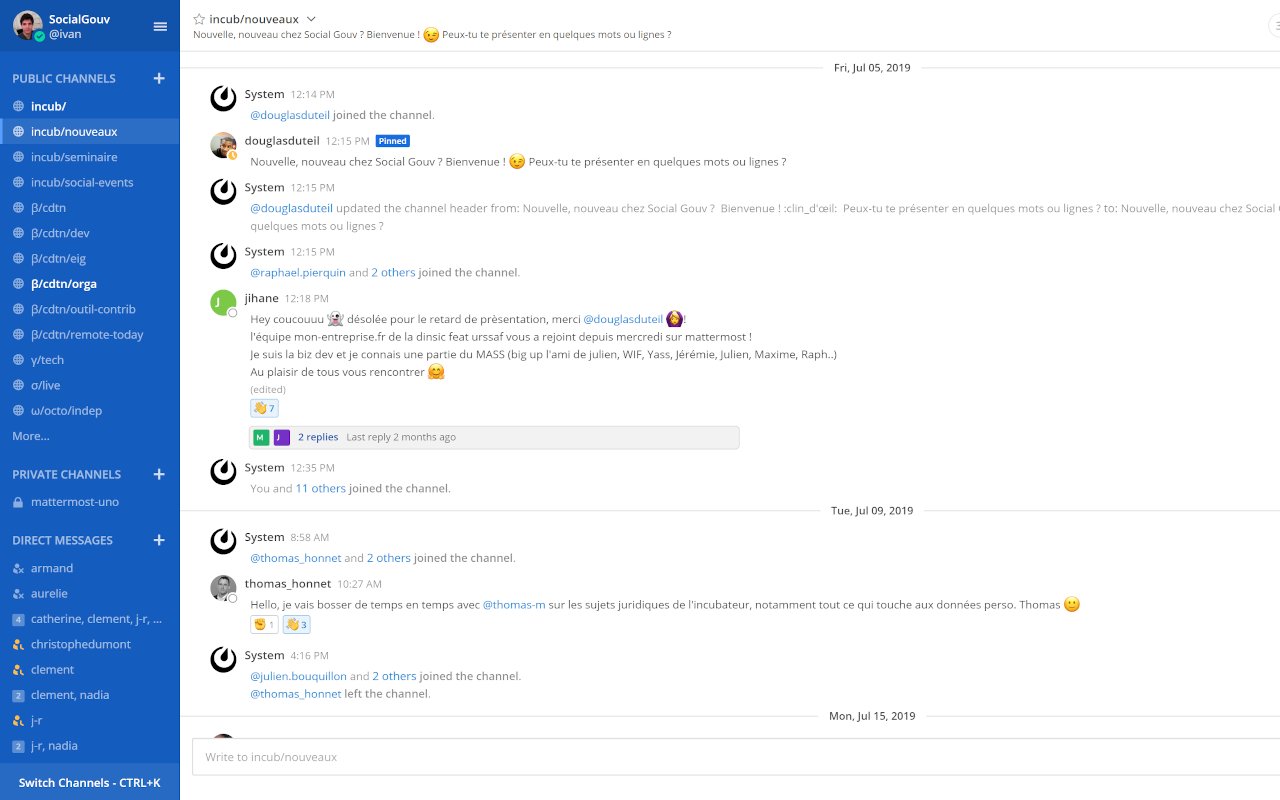 SocialGouv
@ivan
PUBLIC CHANNELS
incub/
incub/nouveaux
incub/seminaire
incub/social-events
β/cdtn
β/cdtn/dev
β/cdtn/eig
β/cdtn/orga
β/cdtn/outil-contrib
β/cdtn/remote-today
γ/tech
σ/live
ω/octo/indep
More...
PRIVATE CHANNELS
mattermost-uno
DIRECT MESSAGES
armand
aurelie
4 catherine, clement, j-r, ...
christophedumont
clement
2 clement, nadia
j-r
2 j-r, nadia
Switch Channels - CTRL+K
incub/nouveaux
Nouvelle, nouveau chez Social Gouv ? Bienvenue ! 😉 Peux-tu te présenter en quelques mots ou lignes ?
Fri, Jul 05, 2019
System 12:14 PM
@douglasduteil joined the channel.
douglasduteil 12:15 PM Pinned
Nouvelle, nouveau chez Social Gouv ? Bienvenue ! 😉 Peux-tu te présenter en quelques mots ou lignes ?
System 12:15 PM
@douglasduteil updated the channel header from: Nouvelle, nouveau chez Social Gouv ? Bienvenue ! :clin_d'œil: Peux-tu te présenter en quelques mots ou lignes ? to: Nouvelle, nouveau chez Social
quelques mots ou lignes ?
System 12:15 PM
@raphael.pierquin and 2 others joined the channel.
J jihane 12:18 PM
Hey coucouuu 👻 désolée pour le retard de prèsentation, merci @douglasduteil 🙆!
l'équipe mon-entreprise.fr de la dinsic feat urssaf vous a rejoint depuis mercredi sur mattermost !
Je suis la biz dev et je connais une partie du MASS (big up l'ami de julien, WIF, Yass, Jérémie, Julien, Maxime, Raph..)
Au plaisir de tous vous rencontrer 🤗
(edited)
👋 7
M J 2 replies Last reply 2 months ago
System 12:35 PM
You and 11 others joined the channel.
Tue, Jul 09, 2019
System 8:58 AM
@thomas_honnet and 2 others joined the channel.
thomas_honnet 10:27 AM
Hello, je vais bosser de temps en temps avec @thomas-m sur les sujets juridiques de l'incubateur, notamment tout ce qui touche aux données perso. Thomas 🙂
✊ 1 👋 3
System 4:16 PM
@julien.bouquillon and 2 others joined the channel.
@thomas_honnet left the channel.
Mon, Jul 15, 2019
Write to incub/nouveaux